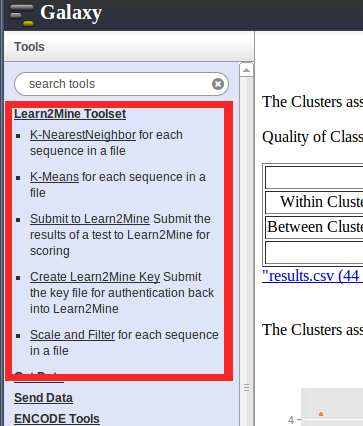 Galaxy
Tools
search tools
Learn2Mine Toolset
K-NearestNeighbor for each
sequence in a file
K-Means for each sequence in a
file
Submit to Learn2Mine Submit the
results of a test to Learn2Mine for
scoring
Create Learn2Mine Key Submit
the key file for authentication back
into Learn2Mine
Scale and Filter for each sequence
in a file
Send Data
ENCODE Tools
The Clusters ass
Quality of Class
Within Cluste
Between Cluste
"results.csv (44
The Clusters ass
4